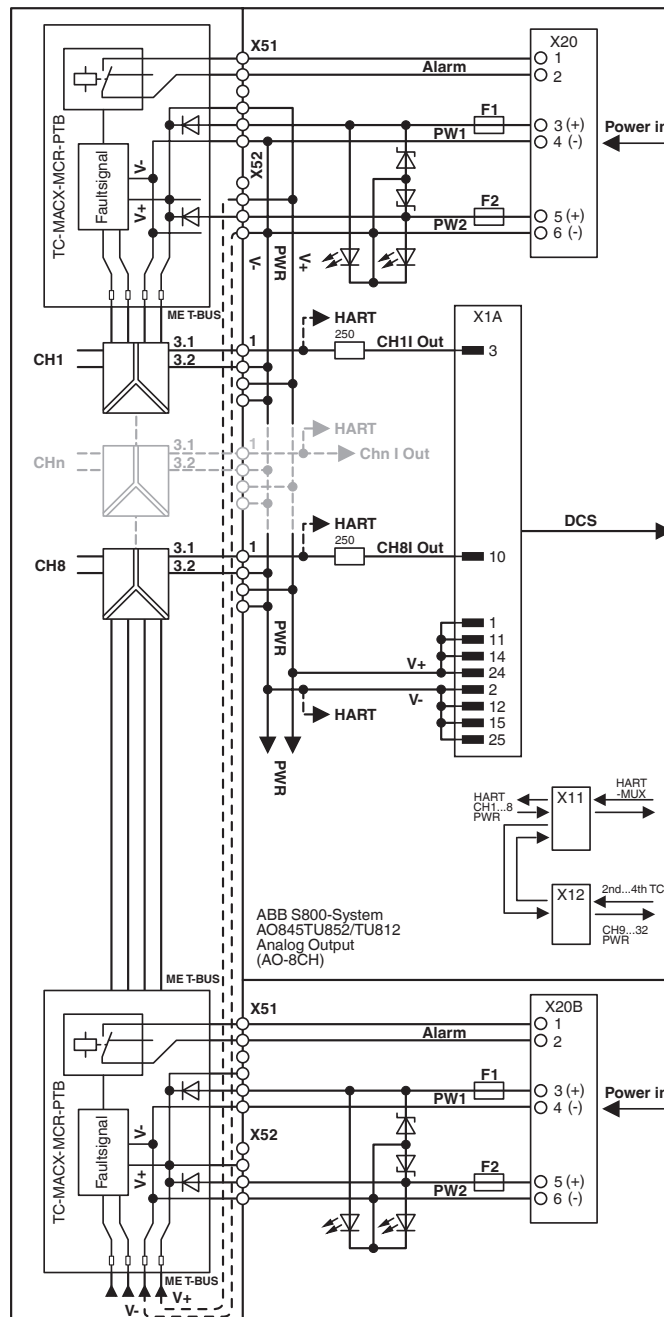 X51
X20
1
Alarm
2
TC-MACX-MCR-PTB
F1
3 (+)
Power in
PW1
4 (-)
Faultsignal
V-
V+
X52
F2
5 (+)
PW2
6 (-)
V-
PWR
V+
ME T-BUS
HART
X1A
CH1
3.1
3.2
1
250
CH1I Out
3
HART
CHn
3.1
3.2
1
Chn I Out
HART
DCS
CH8
3.1
3.2
1
250
CH8I Out
10
PWR
1
11
14
V+
24
2
V-
12
HART
15
25
PWR
HART
CH1...8
PWR
X11
HART
-MUX
X12
2nd...4th TC
CH9...32
PWR
ABB S800-System
AO845TU852/TU812
Analog Output
(AO-8CH)
ME T-BUS
X51
X20B
1
Alarm
2
TC-MACX-MCR-PTB
F1
3 (+)
Power in
PW1
4 (-)
Faultsignal
V-
V+
X52
F2
5 (+)
PW2
6 (-)
ME T-BUS
V-
V+